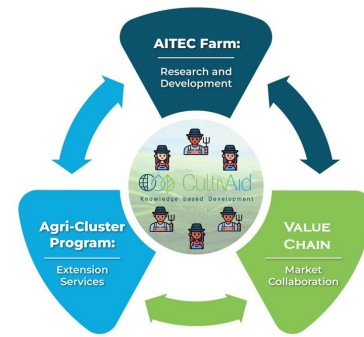 AITEC Farm:
Research and
Development
CultivAid
Knowledge based Development
Agri-Cluster
Program:
Extension
Services
VALUE
CHAIN
Market
Collaboration